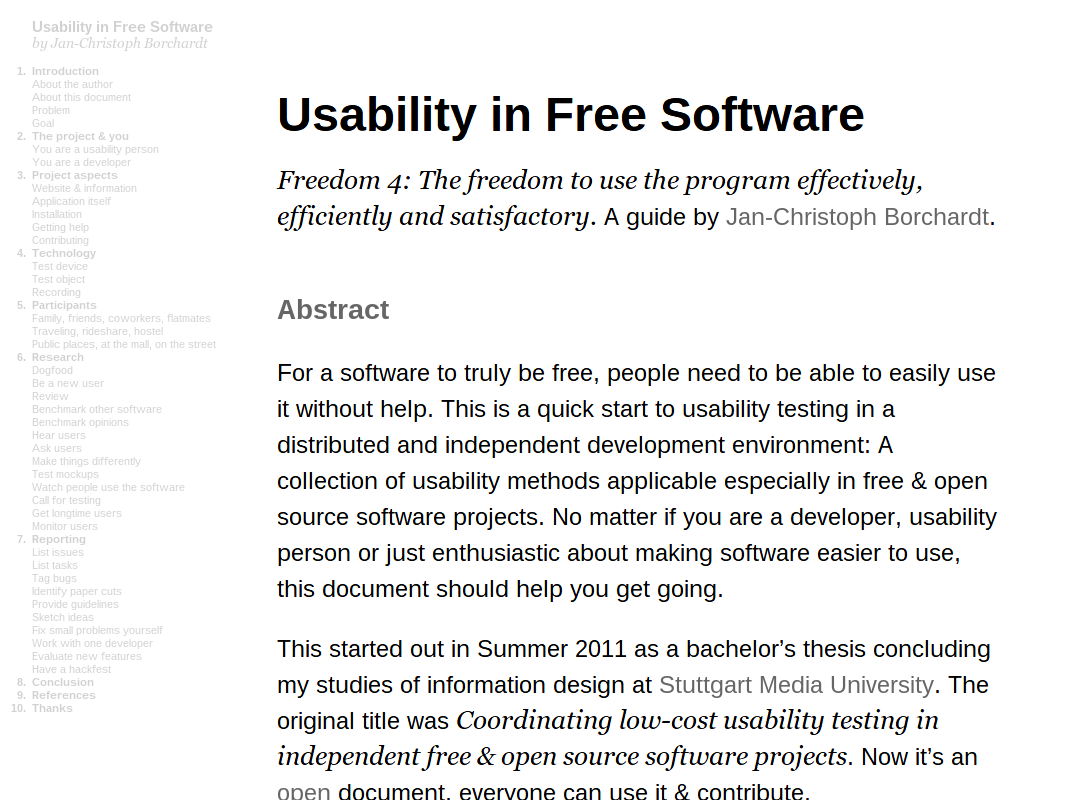 Usability in Free Software
by Jan-Christoph Borchardt
1. Introduction
About the author
About this document
Problem
Goal
2. The project & you
You are a usability person
You are a developer
3. Project aspects
Website & information
Application itself
Installation
Getting help
Contributing
4. Technology
Test device
Test object
Recording
5. Participants
Family, friends, coworkers, flatmates
Traveling, rideshare, hostel
Public places, at the mall, on the street
6. Research
Dogfood
Be a new user
Review
Benchmark other software
Benchmark opinions
Hear users
Ask users
Make things differently
Test mockups
Watch people use the software
Call for testing
Get longtime users
Monitor users
7. Reporting
List issues
List tasks
Tag bugs
Identify paper cuts
Provide guidelines
Sketch ideas
Fix small problems yourself
Work with one developer
Evaluate new features
Have a hackfest
8. Conclusion
9. References
10. Thanks
Usability in Free Software
Freedom 4: The freedom to use the program effectively,
efficiently and satisfactory. A guide by Jan-Christoph Borchardt.
Abstract
For a software to truly be free, people need to be able to easily use
it without help. This is a quick start to usability testing in a
distributed and independent development environment: A
collection of usability methods applicable especially in free & open
source software projects. No matter if you are a developer, usability
person or just enthusiastic about making software easier to use,
this document should help you get going.
This started out in Summer 2011 as a bachelor’s thesis concluding
my studies of information design at Stuttgart Media University. The
original title was Coordinating low-cost usability testing in
independent free & open source software projects. Now it’s an
open document, everyone can use it & contribute.